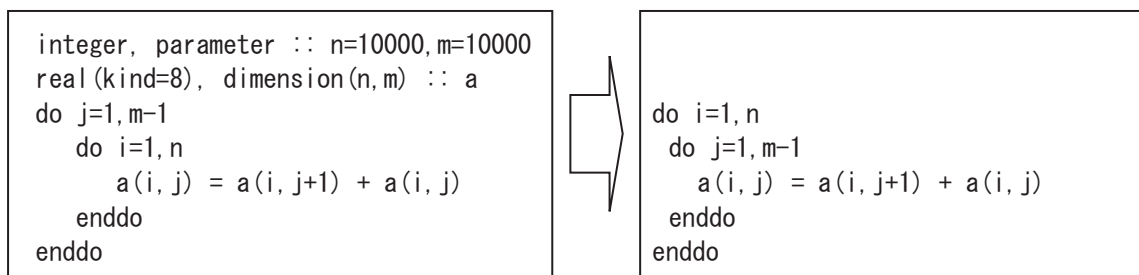 integer, parameter :: n=10000,m=10000
real(kind=8), dimension(n,m) :: a
do j=1,m-1
   do i=1,n
      a(i,j) = a(i,j+1) + a(i,j)
   enddo
enddo
do i=1,n
 do j=1,m-1
   a(i,j) = a(i,j+1) + a(i,j)
 enddo
enddo